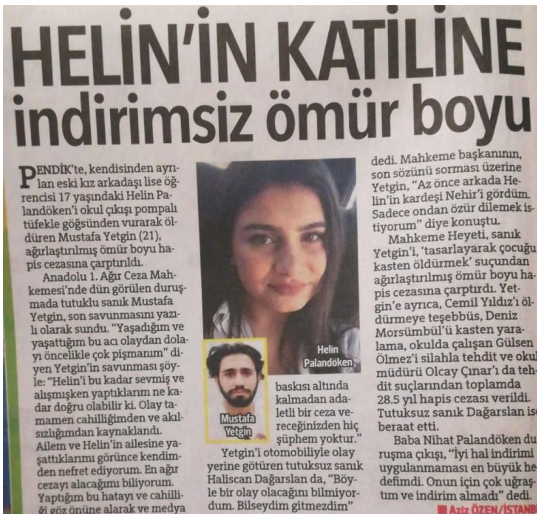 HELİN'İN KATİLİNE
indirimsiz ömür boyu
PENDİK'te, kendisinden ayrı-
lan eski kız arkadaşı lise öğ-
rencisi 17 yaşındaki Helin Pa-
landöken'i okul çıkışı pompalı
tüfekle göğsünden vurarak öl-
düren Mustafa Yetgin (21),
ağırlaştırılmış ömür boyu ha-
pis cezasına çarptırıldı.
Anadolu 1. Ağır Ceza Mah-
kemesi'nde dün görülen duruş-
mada tutuklu sanık Mustafa
Yetgin, son savunmasını yazı-
lı olarak sundu. "Yaşadığım ve
yaşattığım bu acı olaydan dola-
yı öncelikle çok pişmanım" di-
yen Yetgin'in savunması şöy-
le: "Helin'i bu kadar sevmiş ve
alışmışken yaptıklarım ne ka-
dar doğru olabilir ki. Olay ta-
mamen cahilliğimden ve akıl-
sızlığımdan kaynaklandı.
Ailem ve Helin'in ailesine ya-
şattıklarımı görünce kendim-
den nefret ediyorum. En ağır
cezayı alacağımı biliyorum.
Yaptığım bu hatayı ve cahilli-
ği göz önüne alarak ve medya
Helin
Palandöken
Mustafa
Yetgin
baskısı altında
kalmadan ada-
letli bir ceza ve-
receğinizden hiç
şüphem yoktur."
Yetgin'i otomobiliyle olay
yerine götüren tutuksuz sanık
Haliscan Dağarslan da, "Böy-
le bir olay olacağını bilmiyor-
dum. Bilseydim gitmezdim"
dedi. Mahkeme başkanının,
son sözünü sorması üzerine
Yetgin, "Az önce arkada He-
lin'in kardeşi Nehir'i gördüm.
Sadece ondan özür dilemek is-
tiyorum" diye konuştu.
Mahkeme Heyeti, sanık
Yetgin'i, 'tasarlayarak çocuğu
kasten öldürmek' suçundan
ağırlaştırılmış ömür boyu ha-
pis cezasına çarptırdı. Yet-
gin'e ayrıca, Cemil Yıldız'ı öl-
dürmeye teşebbüs, Deniz
Morsümbül'ü kasten yara-
lama, okulda çalışan Gülsen
Ölmez'i silahla tehdit ve okul
müdürü Olcay Çınar'ı da teh-
dit suçlarından toplamda
28.5 yıl hapis cezası verildi.
Tutuksuz sanık Dağarslan ise
beraat etti.
Baba Nihat Palandöken du-
ruşma çıkışı, "İyi hal indirimi
uygulanmaması en büyük he-
defimdi. Onun için çok uğraş-
tım ve indirim almadı" dedi.
Aziz ÖZEN/İSTANB